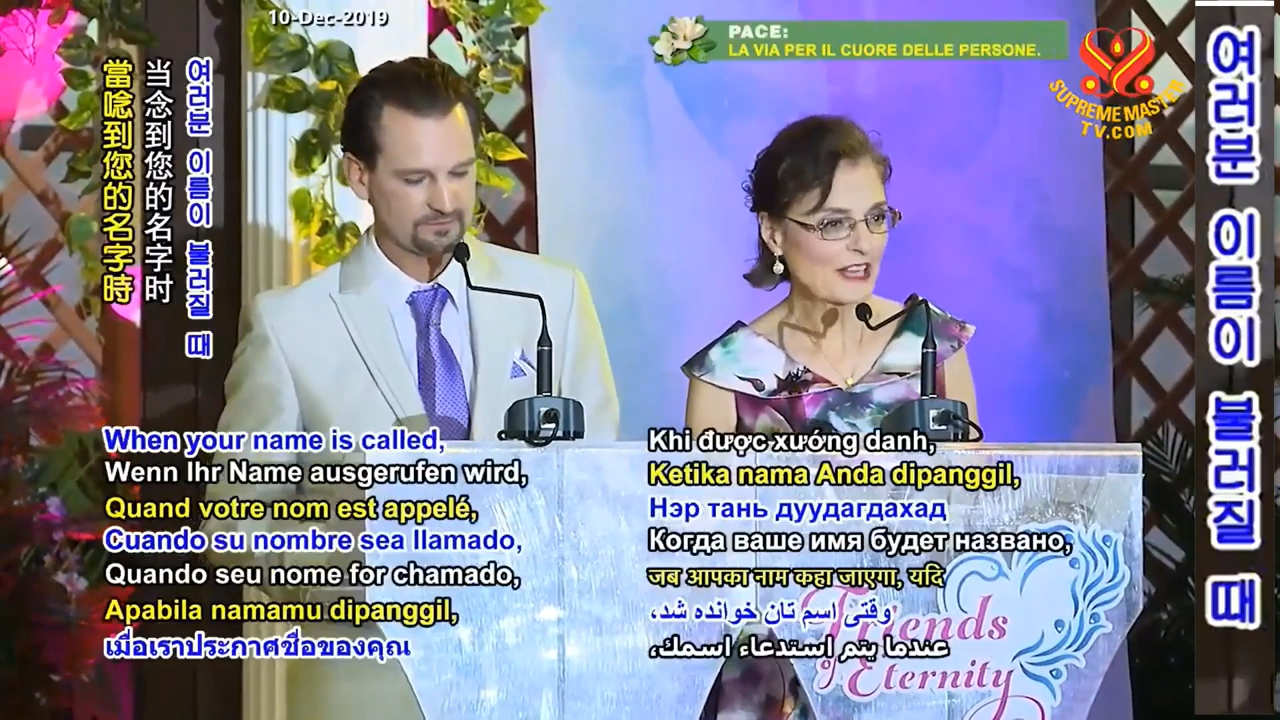 10-Dec-2019
PACE:
LA VIA PER IL CUORE DELLE PERSONE.
SUPREME MASTER
TV.COM
當唸到您的名字時
当念到您的名字时
여러분 이름이 불러질 때
여러분 이름이 불러질 때
When your name is called,
Wenn Ihr Name ausgerufen wird,
Quand votre nom est appelé,
Cuando su nombre sea llamado,
Quando seu nome for chamado,
Apabila namamu dipanggil,
เมื่อเราประกาศชื่อของคุณ
Khi được xướng danh,
Ketika nama Anda dipanggil,
Нэр тань дуудагдахад
Когда ваше имя будет названо,
जब आपका नाम कहा जाएगा, यदि
وقتی اسم تان خوانده شد،
عندما يتم استدعاء اسمك،
Friends
of Eternity